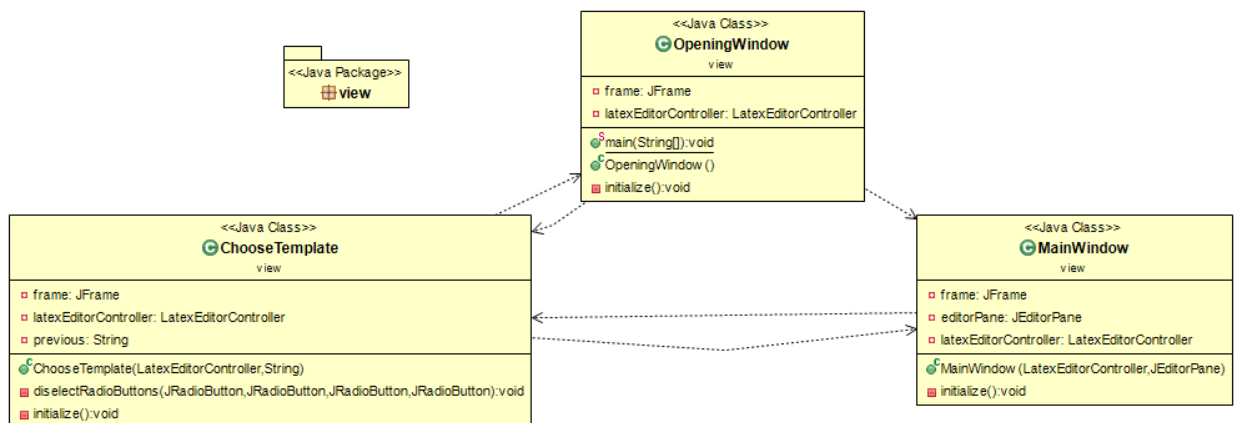 <<Java Package>>
view
<<Java Class>>
OpeningWindow
view
frame: JFrame
latexEditorController: LatexEditorController
main(String[]):void
OpeningWindow()
initialize():void
<<Java Class>>
ChooseTemplate
view
frame: JFrame
latexEditorController: LatexEditorController
previous: String
ChooseTemplate(LatexEditorController,String)
diselectRadioButtons(JRadioButton,JRadioButton,JRadioButton,JRadioButton):void
initialize():void
<<Java Class>>
MainWindow
view
frame: JFrame
editorPane: JEditorPane
latexEditorController: LatexEditorController
MainWindow(LatexEditorController,JEditorPane)
initialize():void